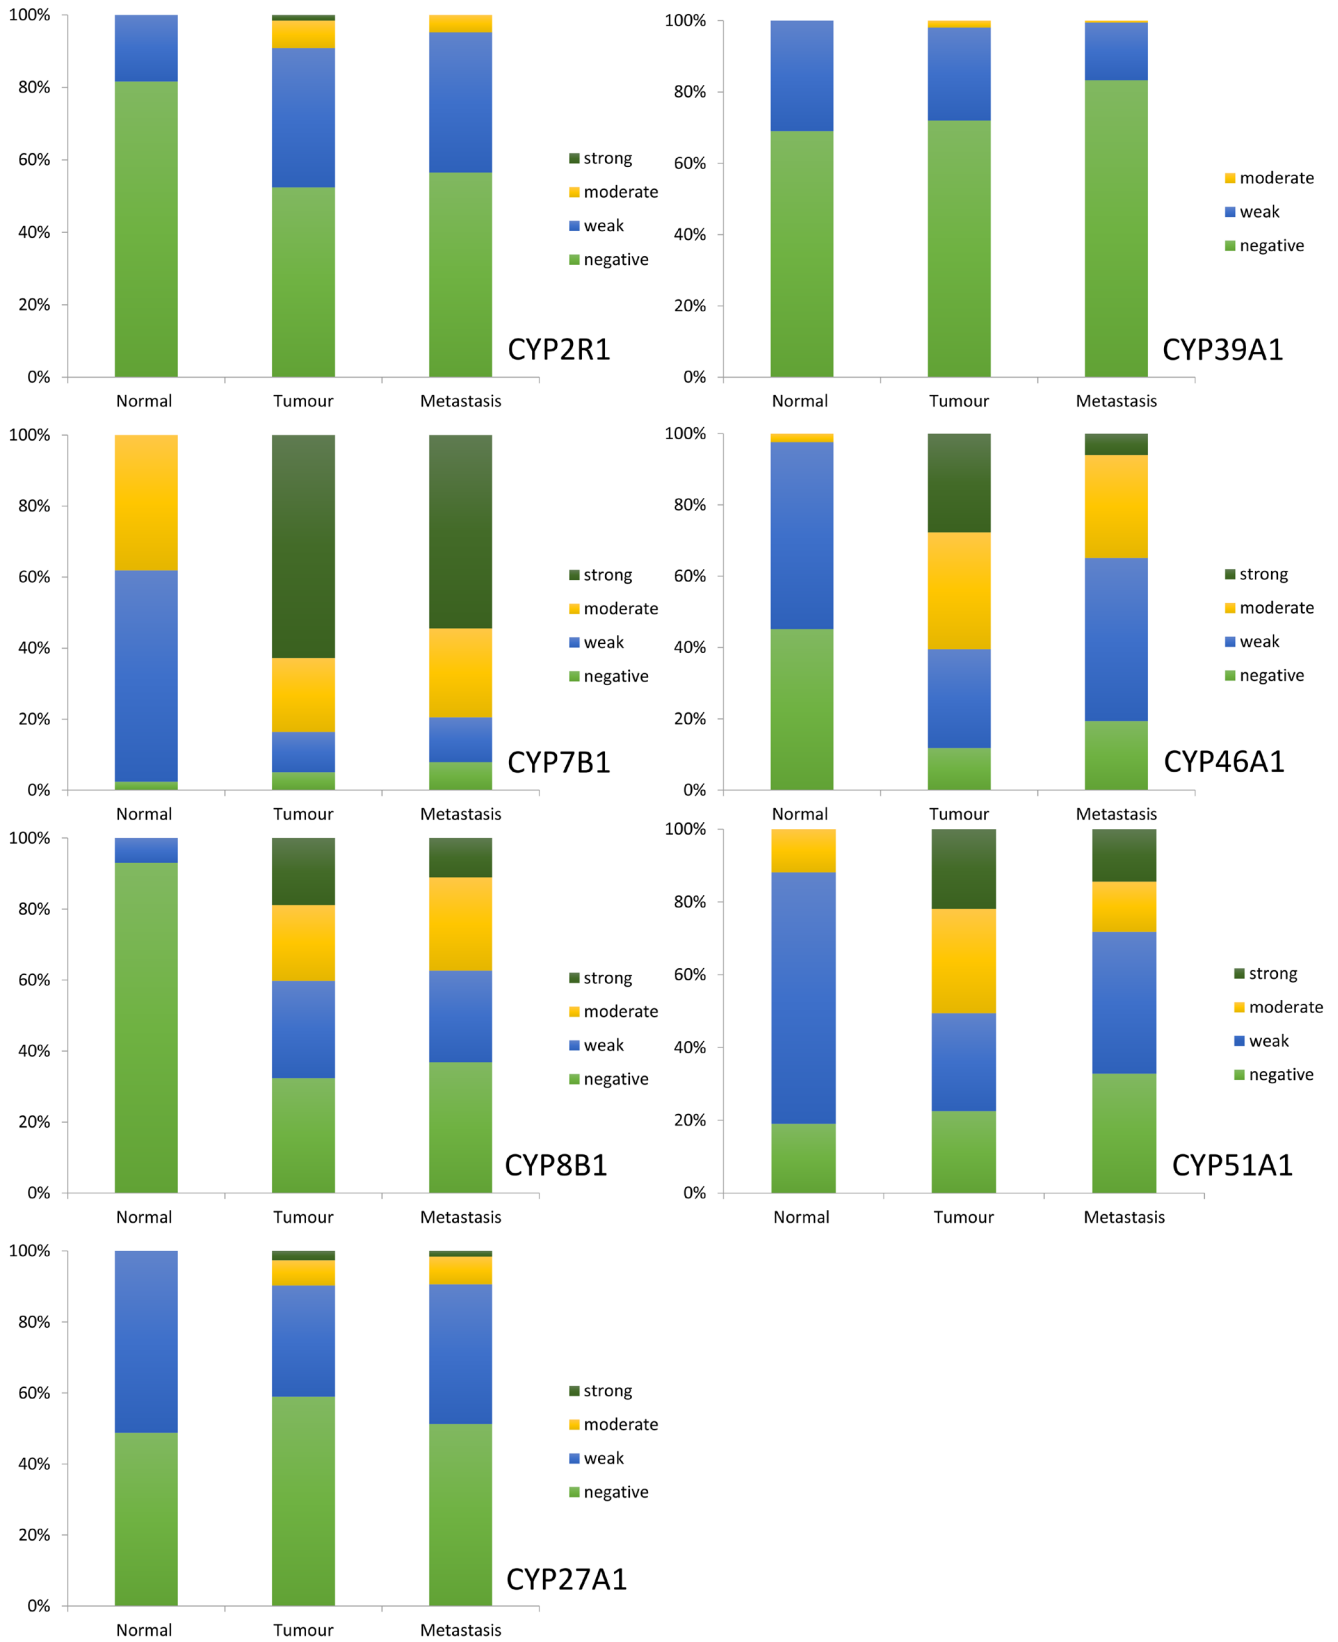 100%
80%
60%
40%
20%
0%
Normal
Tumour
Metastasis
strong
moderate
weak
negative
CYP2R1
100%
80%
60%
40%
20%
0%
Normal
Tumour
Metastasis
moderate
weak
negative
CYP39A1
100%
80%
60%
40%
20%
0%
Normal
Tumour
Metastasis
strong
moderate
weak
negative
CYP7B1
100%
80%
60%
40%
20%
0%
Normal
Tumour
Metastasis
strong
moderate
weak
negative
CYP46A1
100%
80%
60%
40%
20%
0%
Normal
Tumour
Metastasis
strong
moderate
weak
negative
CYP8B1
100%
80%
60%
40%
20%
0%
Normal
Tumour
Metastasis
strong
moderate
weak
negative
CYP51A1
100%
80%
60%
40%
20%
0%
Normal
Tumour
Metastasis
strong
moderate
weak
negative
CYP27A1